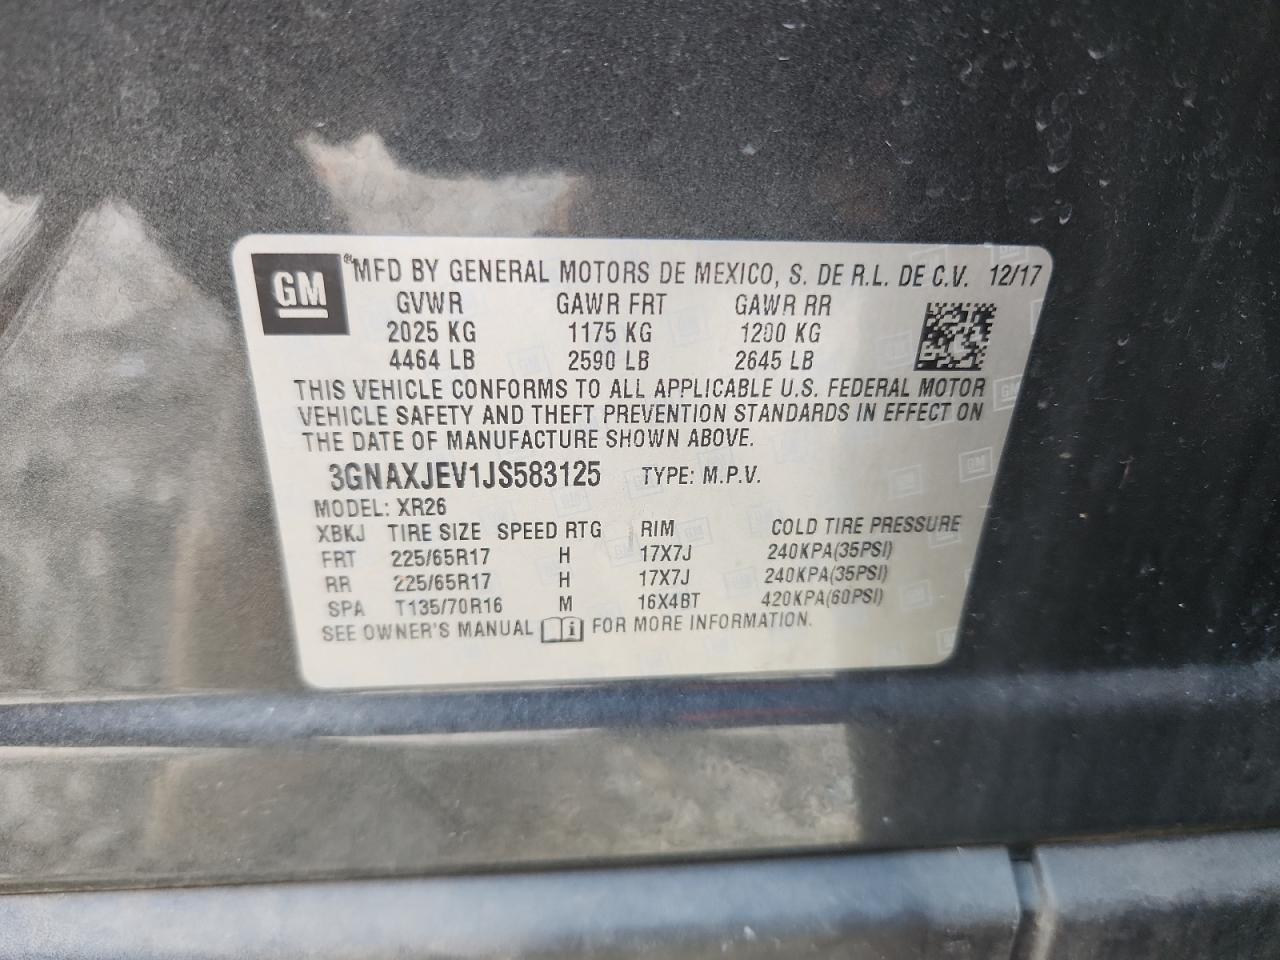 GM ®MFD BY GENERAL MOTORS DE MEXICO, S. DE R.L. DE C.V. 12/17
GVWR GAWR FRT GAWR RR
2025 KG 1175 KG 1200 KG
4464 LB 2590 LB 2645 LB
THIS VEHICLE CONFORMS TO ALL APPLICABLE U.S. FEDERAL MOTOR
VEHICLE SAFETY AND THEFT PREVENTION STANDARDS IN EFFECT ON
THE DATE OF MANUFACTURE SHOWN ABOVE.
3GNAXJEV1JS583125 TYPE: M.P.V.
MODEL: XR26
XBKJ TIRE SIZE SPEED RTG RIM COLD TIRE PRESSURE
FRT 225/65R17 H 17X7J 240KPA(35PSI)
RR 225/65R17 H 17X7J 240KPA(35PSI)
SPA T135/70R16 M 16X4BT 420KPA(60PSI)
SEE OWNER'S MANUAL FOR MORE INFORMATION.